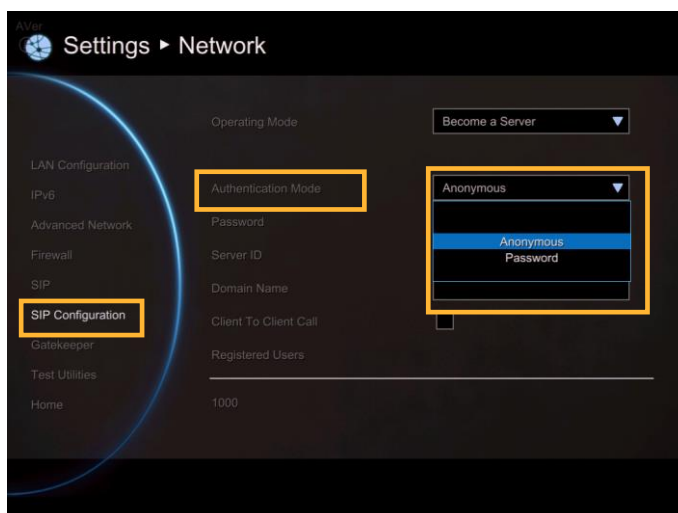 AVer
Settings ► Network
Operating Mode
Become a Server
LAN Configuration
IPv6
Authentication Mode
Anonymous
Advanced Network
Password
Anonymous
Firewall
Server ID
Password
SIP
Domain Name
SIP Configuration
Client To Client Call
Gatekeeper
Registered Users
Test Utilities
Home
1000